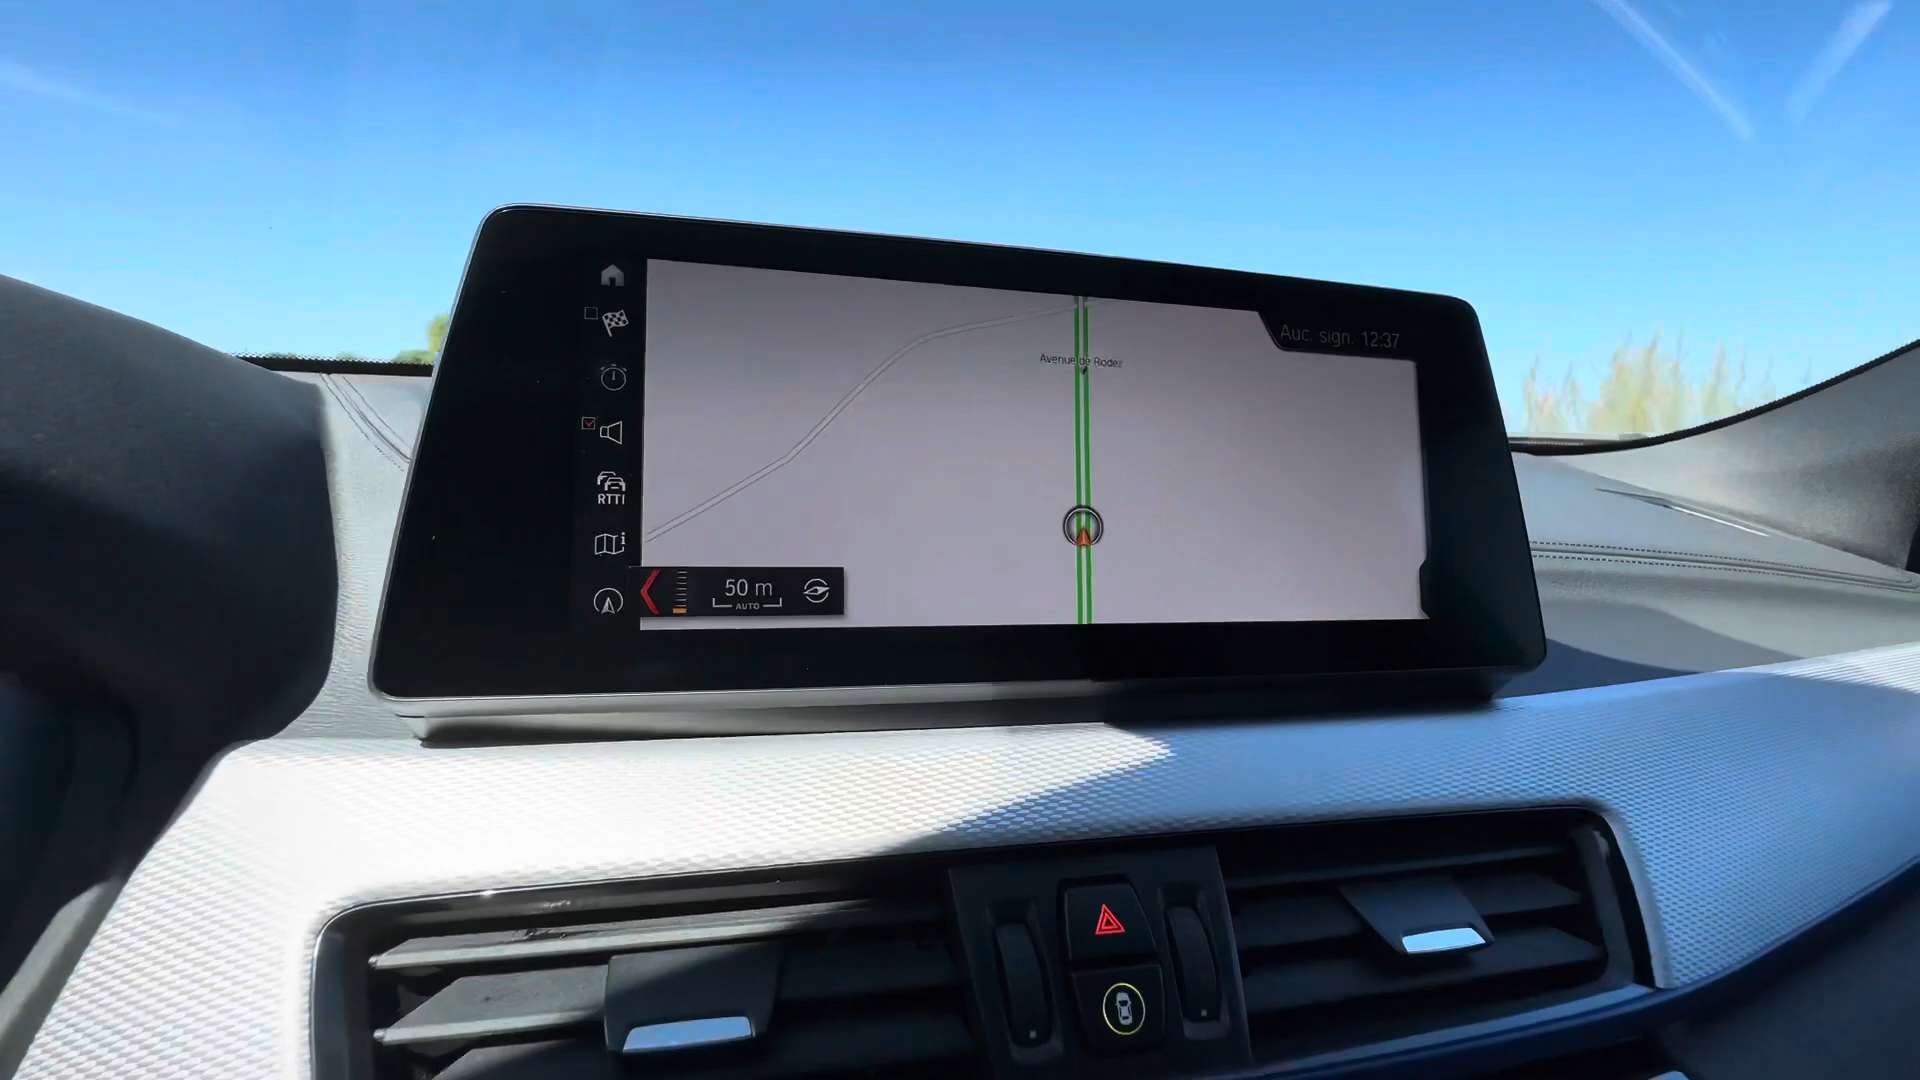 Auc. sign. 12:37
Avenue de Rodez
RTTI
i
50 m
AUTO